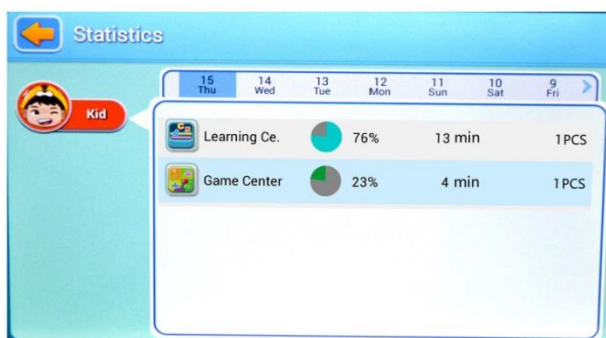 Statistics
15 14 13 12 11 10 9
Thu Wed Tue Mon Sun Sat Fri
Kid
Learning Ce. 76% 13 min 1PCS
Game Center 23% 4 min 1PCS